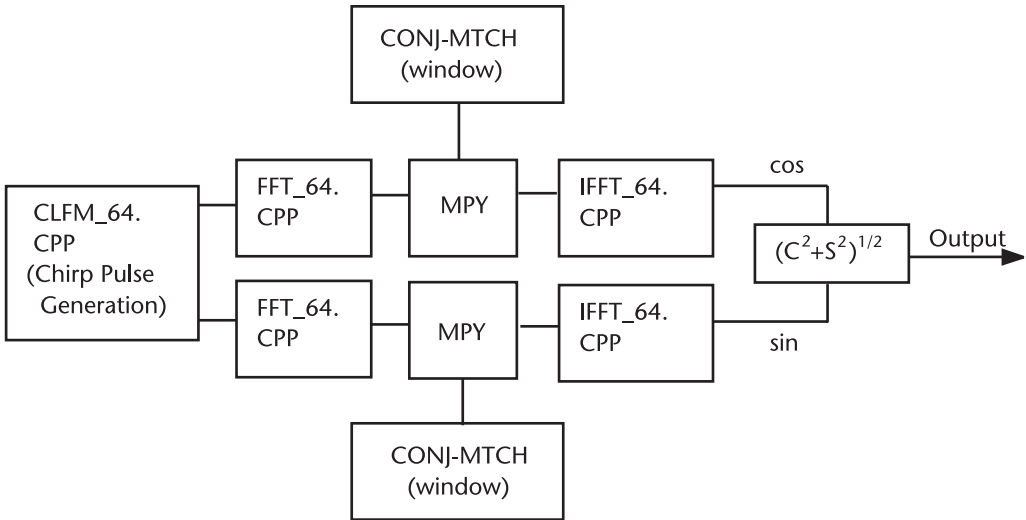 CONJ-MTCH
(window)
CLFM_64.
CPP
(Chirp Pulse
Generation)
FFT_64.
CPP
MPY
IFFT_64.
CPP
cos
(C²+S²)¹/²
Output
FFT_64.
CPP
MPY
IFFT_64.
CPP
sin
CONJ-MTCH
(window)